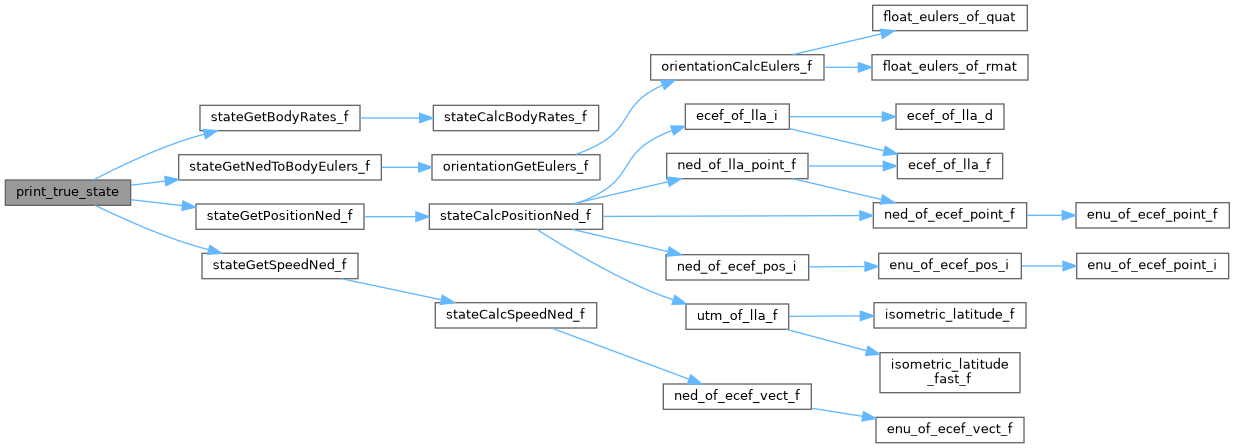 print_true_state
stateGetBodyRates_f
stateCalcBodyRates_f
stateGetNedToBodyEulers_f
orientationGetEulers_f
orientationCalcEulers_f
float_eulers_of_quat
float_eulers_of_rmat
stateGetPositionNed_f
stateCalcPositionNed_f
ecef_of_lla_i
ecef_of_lla_d
ecef_of_lla_f
ned_of_lla_point_f
ned_of_ecef_point_f
enu_of_ecef_point_f
ned_of_ecef_pos_i
enu_of_ecef_pos_i
enu_of_ecef_point_i
utm_of_lla_f
isometric_latitude_f
isometric_latitude
_fast_f
stateGetSpeedNed_f
stateCalcSpeedNed_f
ned_of_ecef_vect_f
enu_of_ecef_vect_f